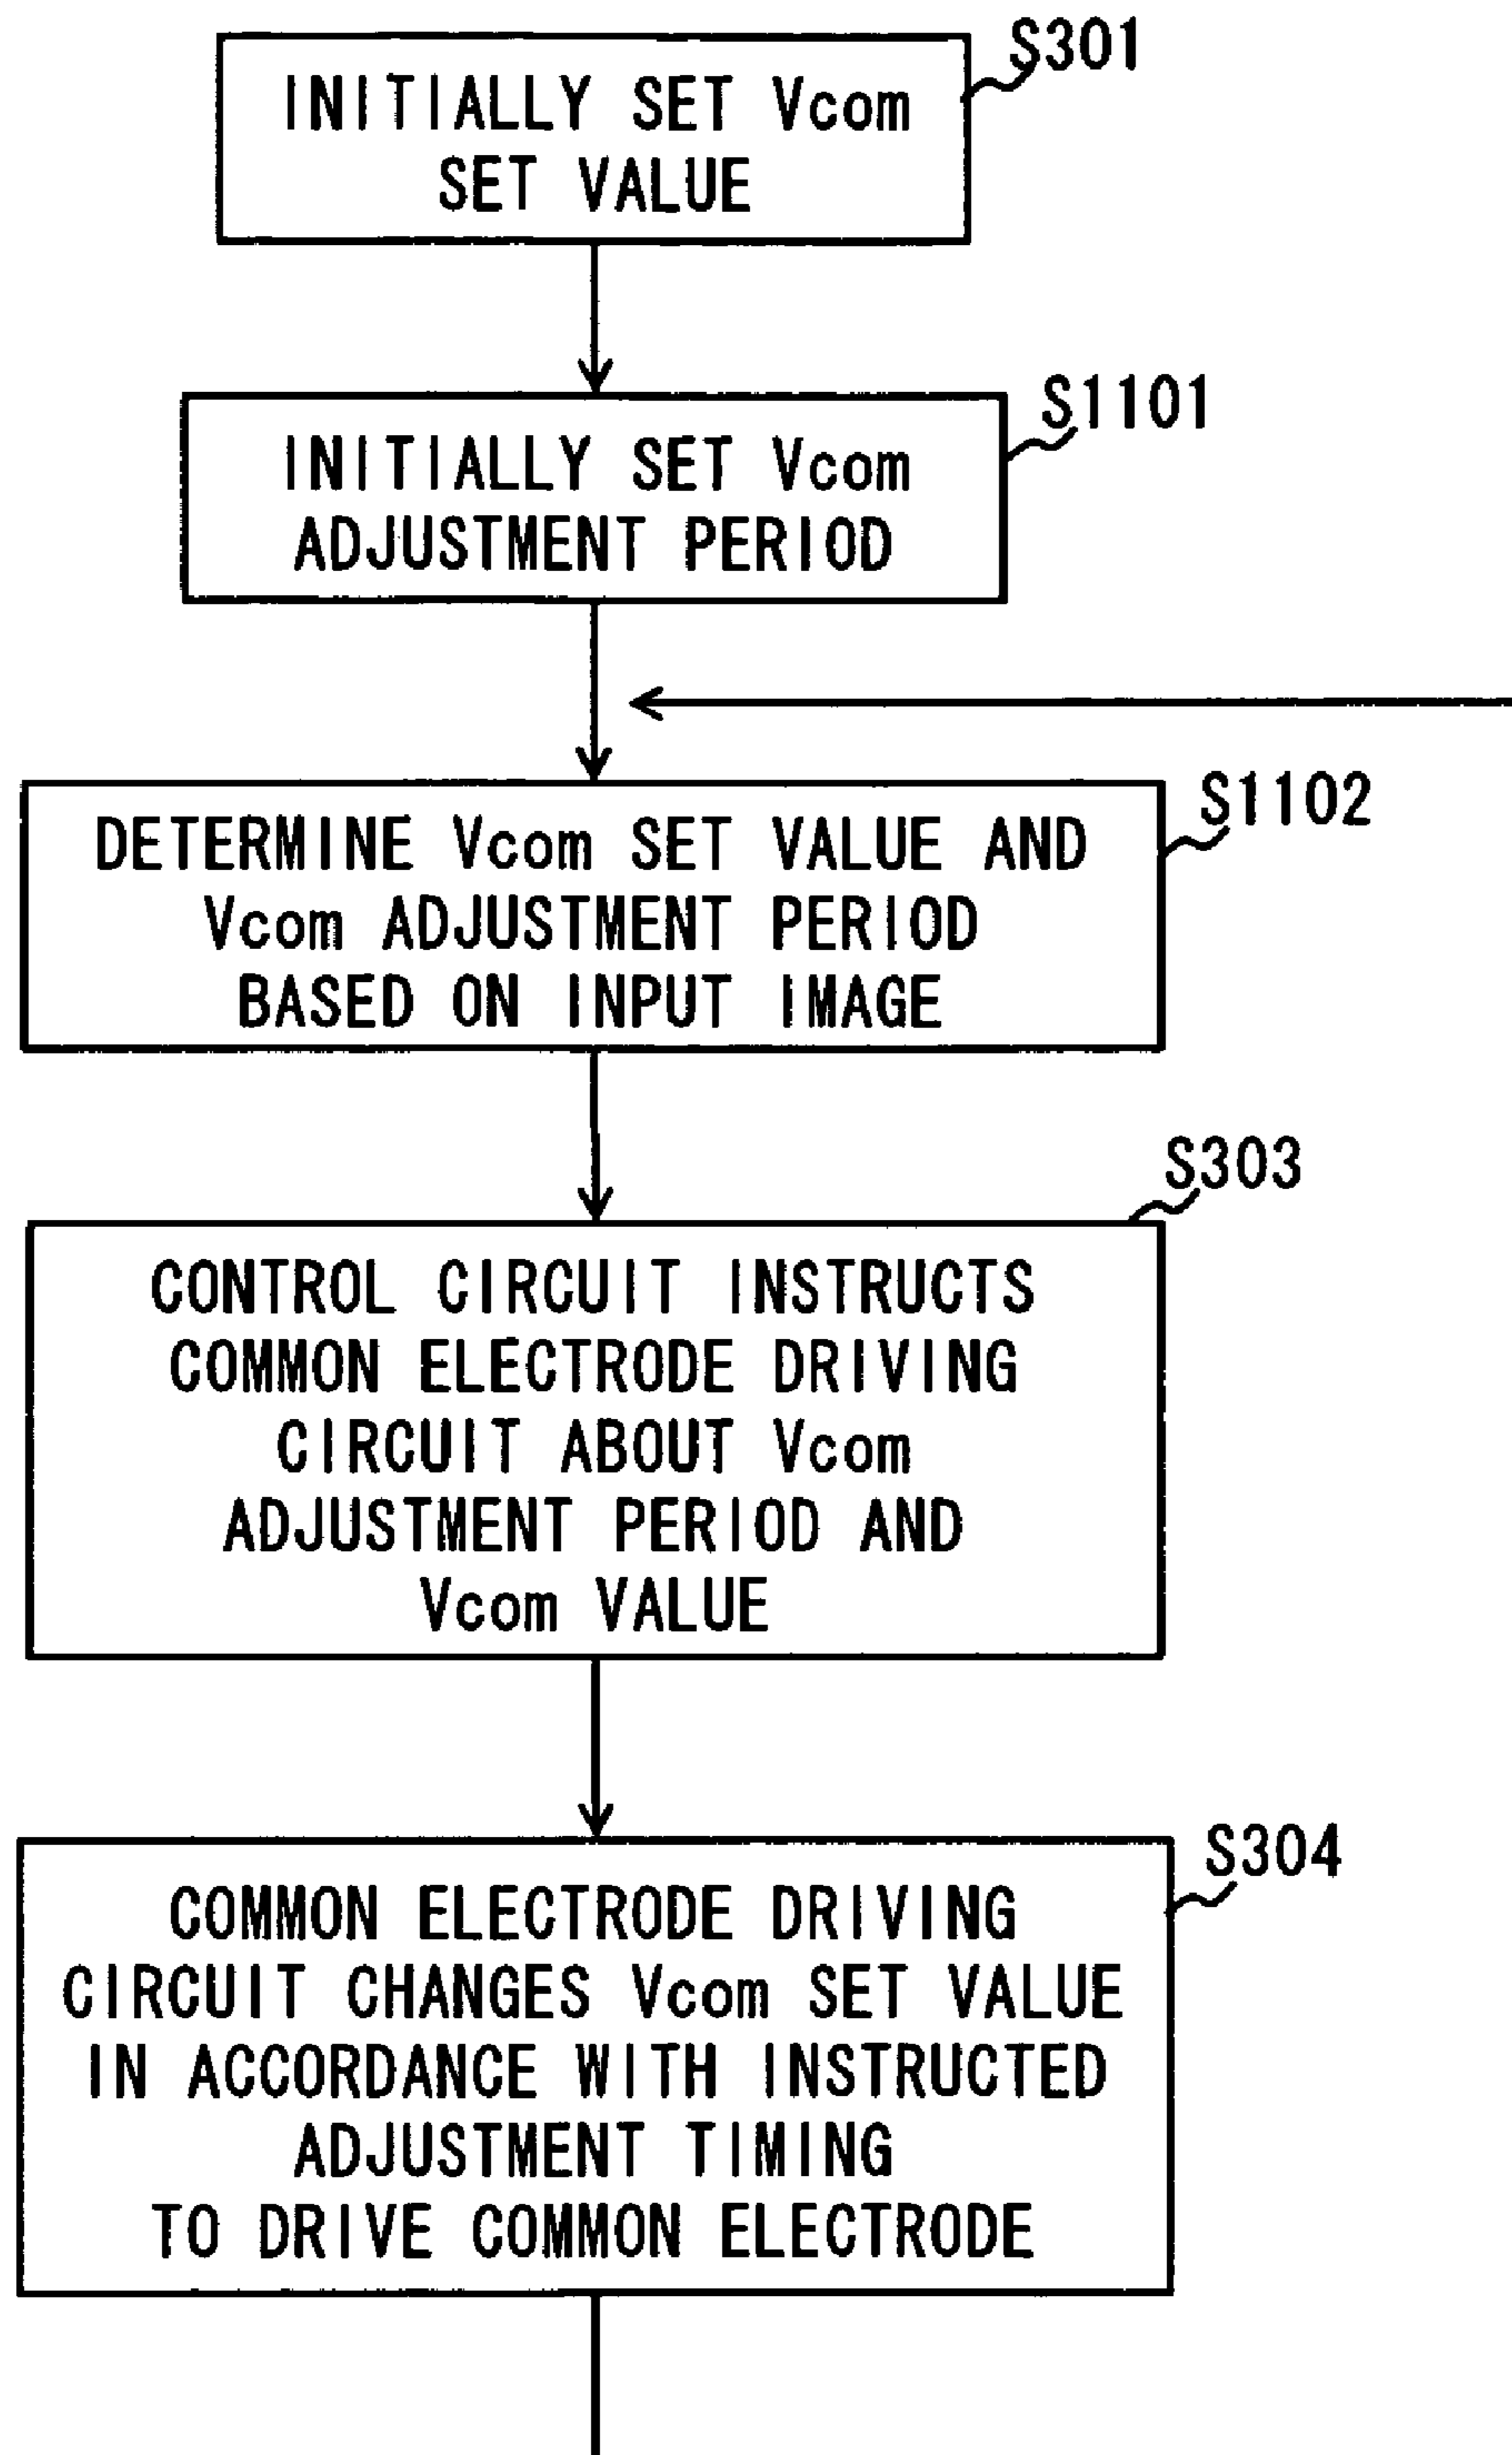 S301
INITIALLY SET Vcom
SET VALUE
S1101
INITIALLY SET Vcom
ADJUSTMENT PERIOD
S1102
DETERMINE Vcom SET VALUE AND
Vcom ADJUSTMENT PERIOD
BASED ON INPUT IMAGE
S303
CONTROL CIRCUIT INSTRUCTS
COMMON ELECTRODE DRIVING
CIRCUIT ABOUT Vcom
ADJUSTMENT PERIOD AND
Vcom VALUE
S304
COMMON ELECTRODE DRIVING
CIRCUIT CHANGES Vcom SET VALUE
IN ACCORDANCE WITH INSTRUCTED
ADJUSTMENT TIMING
TO DRIVE COMMON ELECTRODE